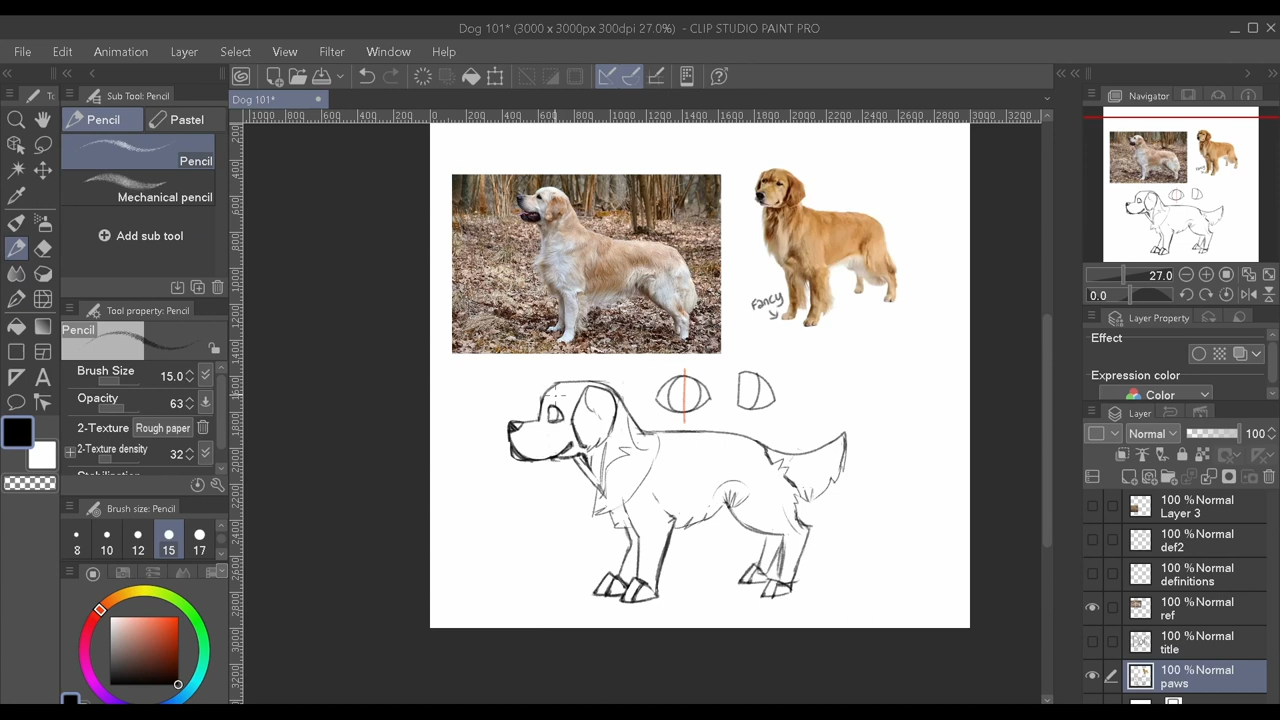 Dog 101* (3000 x 3000px 300dpi 27.0%) - CLIP STUDIO PAINT PRO
File Edit Animation Layer Select View Filter Window Help
Sub Tool: Pencil
Navigator
Dog 101*
Pencil Pastel
Pencil
Mechanical pencil
Add sub tool
27.0
0.0
Tool property: Pencil
Pencil
Layer Property
Effect
Brush Size 15.0
Expression color
Opacity 63
Color
Layer
2-Texture Rough paper
Normal 100
2-Texture density 32
Brush size: Pencil
8 10 12 15 17
fancy
100 % Normal
Layer 3
100 % Normal
def2
100 % Normal
definitions
100 % Normal
ref
100 % Normal
title
100 % Normal
paws